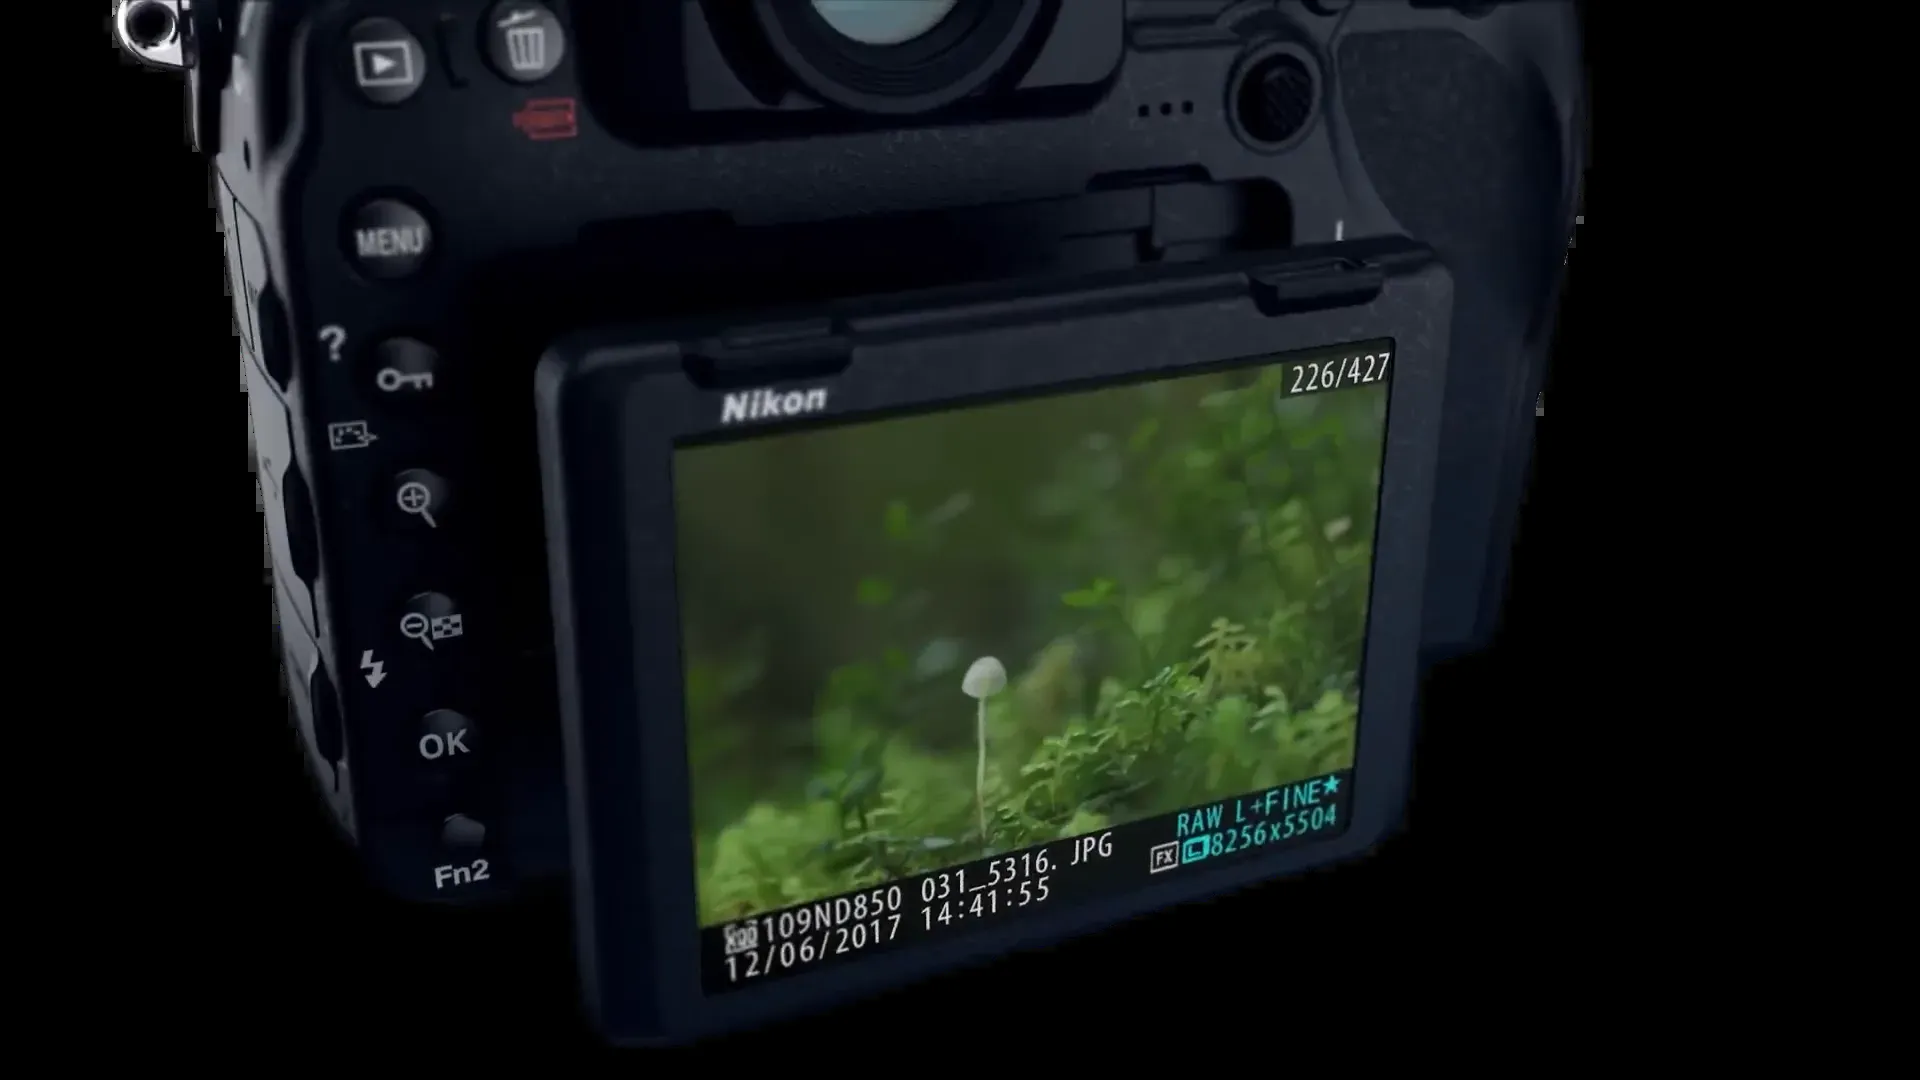 MENU
?
Nikon
226/427
OK
Fn2
RAW L+FINE★
FX L 8256x5504
XQD 109ND850 031_5316. JPG
12/06/2017 14:41:55